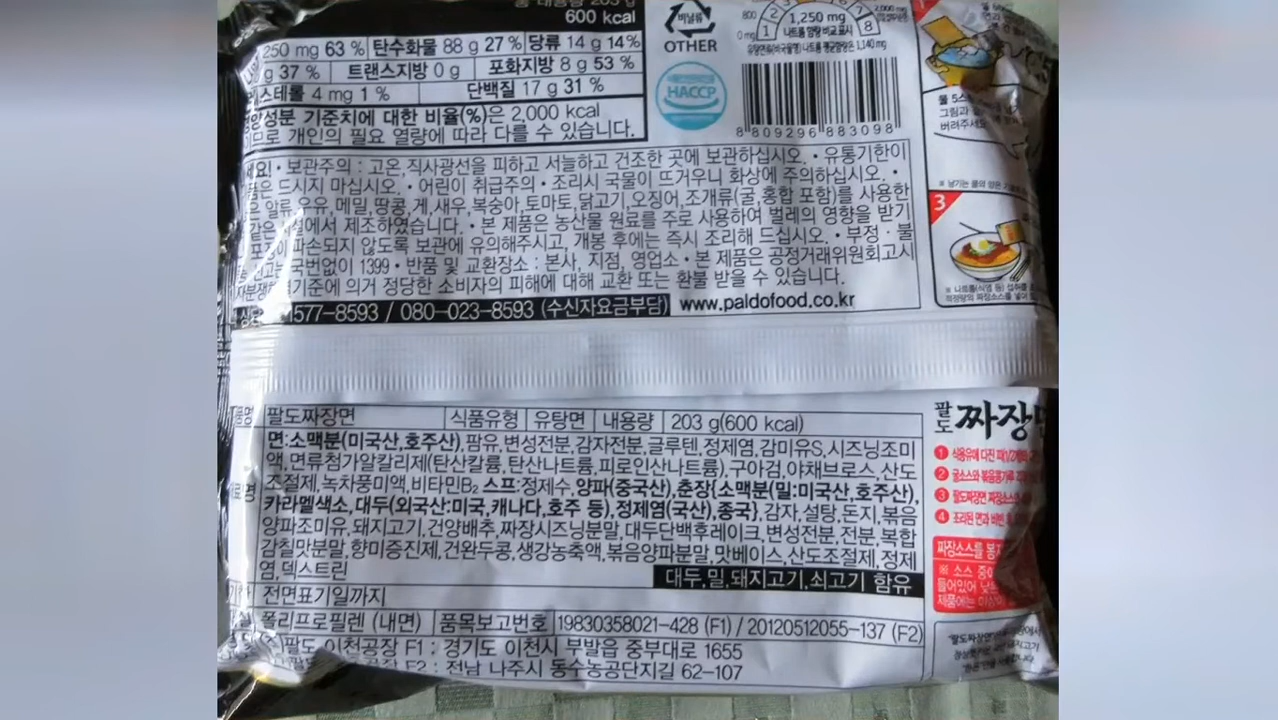 600 kcal
250 mg 63 % 탄수화물 88 g 27 % 당류 14 g 14%
g 37 % 트랜스지방 0 g 포화지방 8 g 53 %
4 mg 1 % 단백질 17 g 31 %
기준치에 대한 비율(%)은 2,000 kcal
개인의 필요 열량에 따라 다를 수 있습니다.
비닐류
OTHER
HACCP
1,250 mg
8 809296 883098
• 보관주의 : 고온, 직사광선을 피하고 서늘하고 건조한 곳에 보관하십시오. • 유통기한이
드시지 마십시오. • 어린이 취급주의 • 조리시 국물이 뜨거우니 화상에 주의하십시오. •
알류, 우유, 메밀, 땅콩, 게, 새우, 복숭아, 토마토, 닭고기, 오징어, 조개류(굴, 홍합 포함)를 사용한
제조하였습니다. • 본 제품은 농산물 원료를 주로 사용하여 벌레의 영향을 받기
파손되지 않도록 보관에 유의해주시고, 개봉 후에는 즉시 조리해 드십시오. • 부정 · 불
국번없이 1399 • 반품 및 교환장소 : 본사, 지점, 영업소 • 본 제품은 공정거래위원회고시
의거 정당한 소비자의 피해에 대해 교환 또는 환불 받을 수 있습니다.
1577-8593 / 080-023-8593 (수신자요금부담) www.paldofood.co.kr
3
팔도짜장면 식품유형 유탕면 내용량 203 g(600 kcal)
면:소맥분(미국산,호주산),팜유,변성전분,감자전분,글루텐,정제염,감미유S,시즈닝조미
액,면류첨가알칼리제(탄산칼륨,탄산나트륨,피로인산나트륨),구아검,야채브로스,산도
조절제,녹차풍미액,비타민B₂ 스프:정제수,양파(중국산),춘장{소맥분(밀:미국산,호주산),
카라멜색소,대두(외국산:미국,캐나다,호주 등),정제염(국산),종국},감자,설탕,돈지,볶음
양파조미유,돼지고기,건양배추,짜장시즈닝분말,대두단백후레이크,변성전분,전분,복합
감칠맛분말,향미증진제,건완두콩,생강농축액,볶음양파분말,맛베이스,산도조절제,정제
염,덱스트린
대두,밀,돼지고기,쇠고기 함유
전면표기일까지
폴리프로필렌 (내면) 품목보고번호 19830358021-428 (F1) / 20120512055-137 (F2)
팔도 이천공장 F1 : 경기도 이천시 부발읍 중부대로 1655
F2 : 전남 나주시 동수농공단지길 62-107
팔도 짜장면